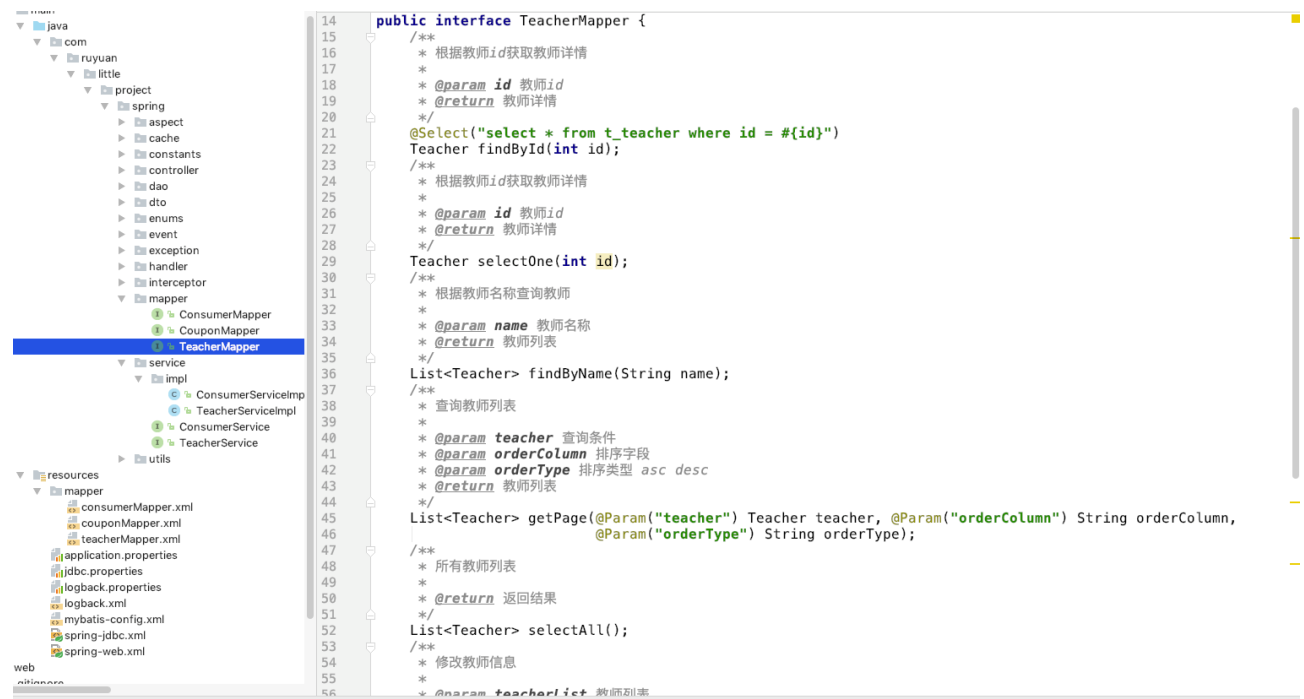 main
java
com
ruyuan
little
project
spring
aspect
cache
constants
controller
dao
dto
enums
event
exception
handler
interceptor
mapper
ConsumerMapper
CouponMapper
TeacherMapper
service
impl
ConsumerServiceImp
TeacherServiceImpl
ConsumerService
TeacherService
utils
resources
mapper
consumerMapper.xml
couponMapper.xml
teacherMapper.xml
application.properties
jdbc.properties
logback.properties
logback.xml
mybatis-config.xml
spring-jdbc.xml
spring-web.xml
web
.gitignore
14 public interface TeacherMapper {
15 /**
16 * 根据教师id获取教师详情
17 *
18 * @param id 教师id
19 * @return 教师详情
20 */
21 @Select("select * from t_teacher where id = #{id}")
22 Teacher findById(int id);
23 /**
24 * 根据教师id获取教师详情
25 *
26 * @param id 教师id
27 * @return 教师详情
28 */
29 Teacher selectOne(int id);
30 /**
31 * 根据教师名称查询教师
32 *
33 * @param name 教师名称
34 * @return 教师列表
35 */
36 List<Teacher> findByName(String name);
37 /**
38 * 查询教师列表
39 *
40 * @param teacher 查询条件
41 * @param orderColumn 排序字段
42 * @param orderType 排序类型 asc desc
43 * @return 教师列表
44 */
45 List<Teacher> getPage(@Param("teacher") Teacher teacher, @Param("orderColumn") String orderColumn,
46 @Param("orderType") String orderType);
47 /**
48 * 所有教师列表
49 *
50 * @return 返回结果
51 */
52 List<Teacher> selectAll();
53 /**
54 * 修改教师信息
55 *
56 * @param teacherList 教师列表